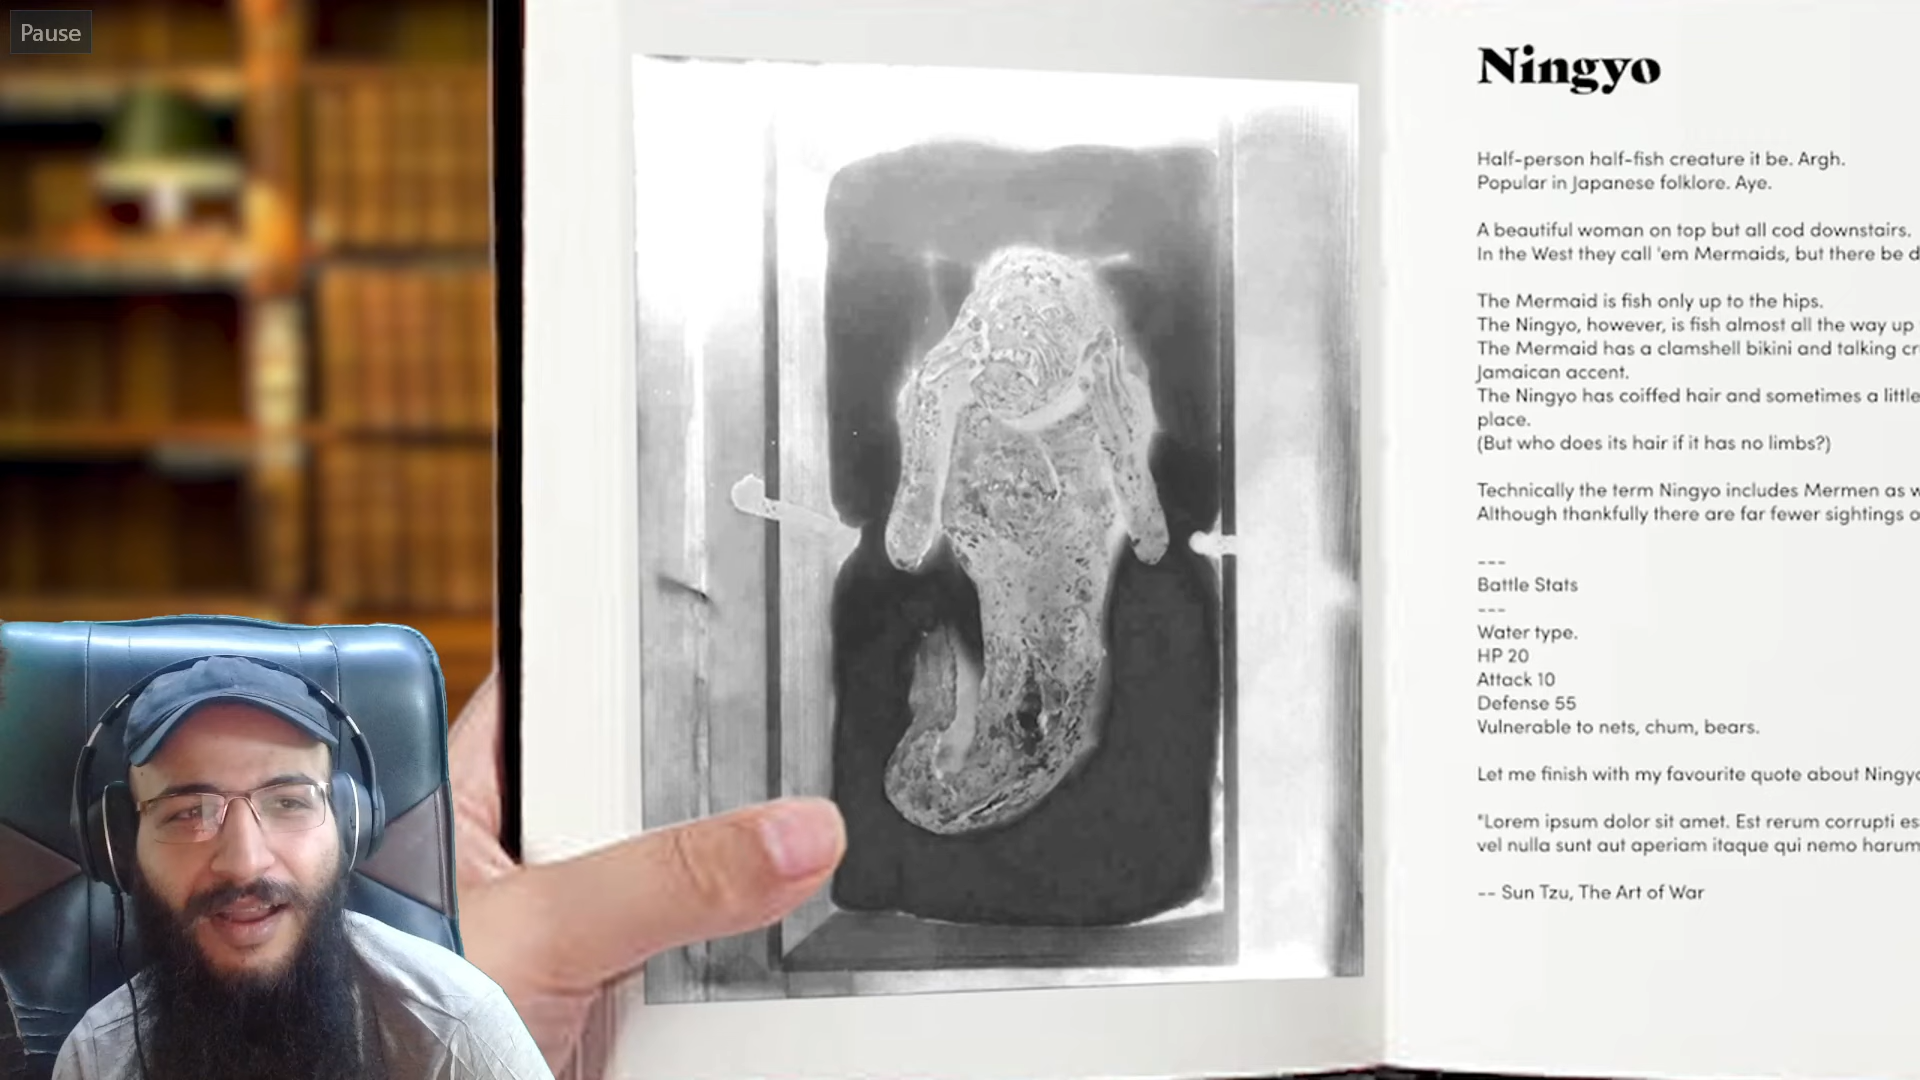 Pause
Ningyo
Half-person half-fish creature it be. Argh.
Popular in Japanese folklore. Aye.
A beautiful woman on top but all cod downstairs.
In the West they call 'em Mermaids, but there be
The Mermaid is fish only up to the hips.
The Ningyo, however, is fish almost all the way up
The Mermaid has a clamshell bikini and talking
Jamaican accent.
The Ningyo has coiffed hair and sometimes a little
place.
(But who does its hair if it has no limbs?)
Technically the term Ningyo includes Mermen as
Although thankfully there are far fewer sightings
---
Battle Stats
---
Water type.
HP 20
Attack 10
Defense 55
Vulnerable to nets, chum, bears.
Let me finish with my favourite quote about
"Lorem ipsum dolor sit amet. Est rerum corrupti
vel nulla sunt aut aperiam itaque qui nemo harum
-- Sun Tzu, The Art of War